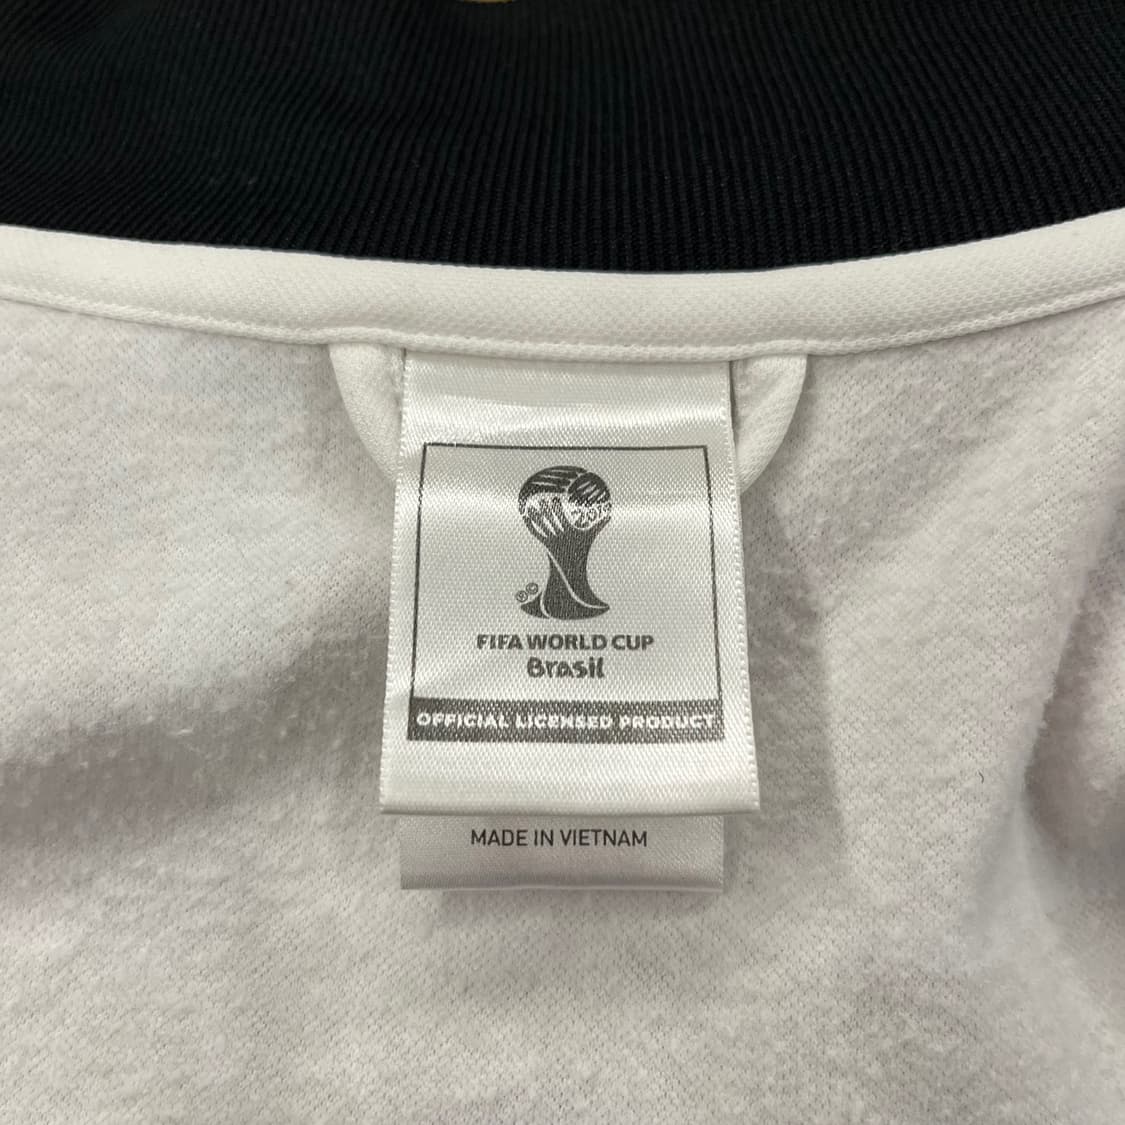 ®©
FIFA WORLD CUP
Brasil
OFFICIAL LICENSED PRODUCT
MADE IN VIETNAM